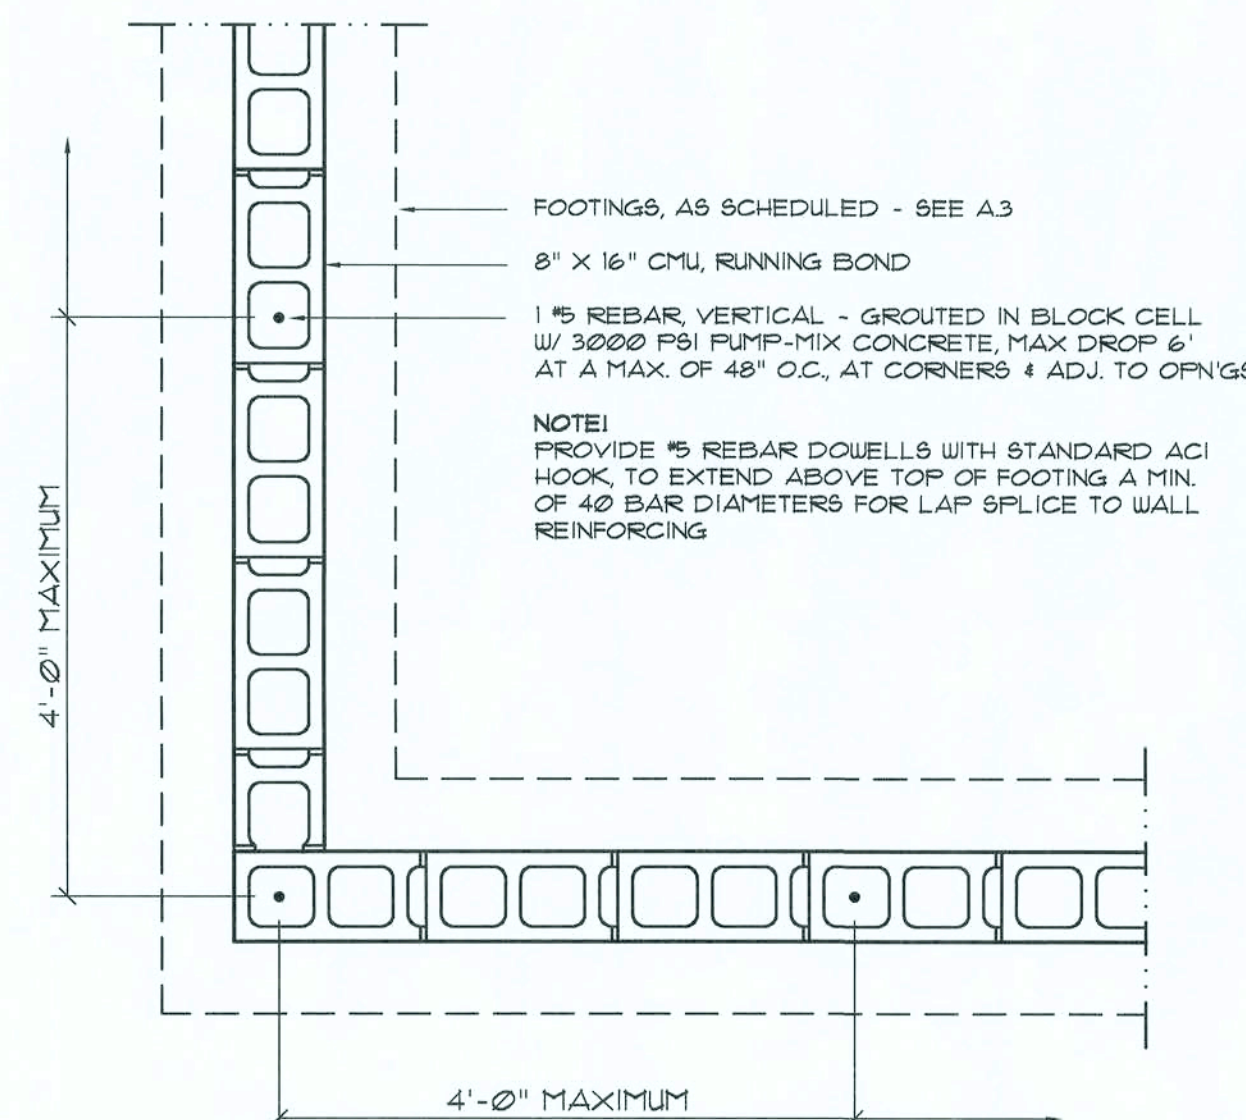 FOOTINGS, AS SCHEDULED - SEE A.3
8" X 16" CMU, RUNNING BOND
1 #5 REBAR, VERTICAL - GROUTED IN BLOCK CELL
W/ 3000 PSI PUMP-MIX CONCRETE, MAX DROP 6'
AT A MAX. OF 48" O.C., AT CORNERS & ADJ. TO OPN'GS
NOTE!
PROVIDE #5 REBAR DOWELLS WITH STANDARD ACI
HOOK, TO EXTEND ABOVE TOP OF FOOTING A MIN.
OF 40 BAR DIAMETERS FOR LAP SPLICE TO WALL
REINFORCING
4'-0" MAXIMUM
4'-0" MAXIMUM